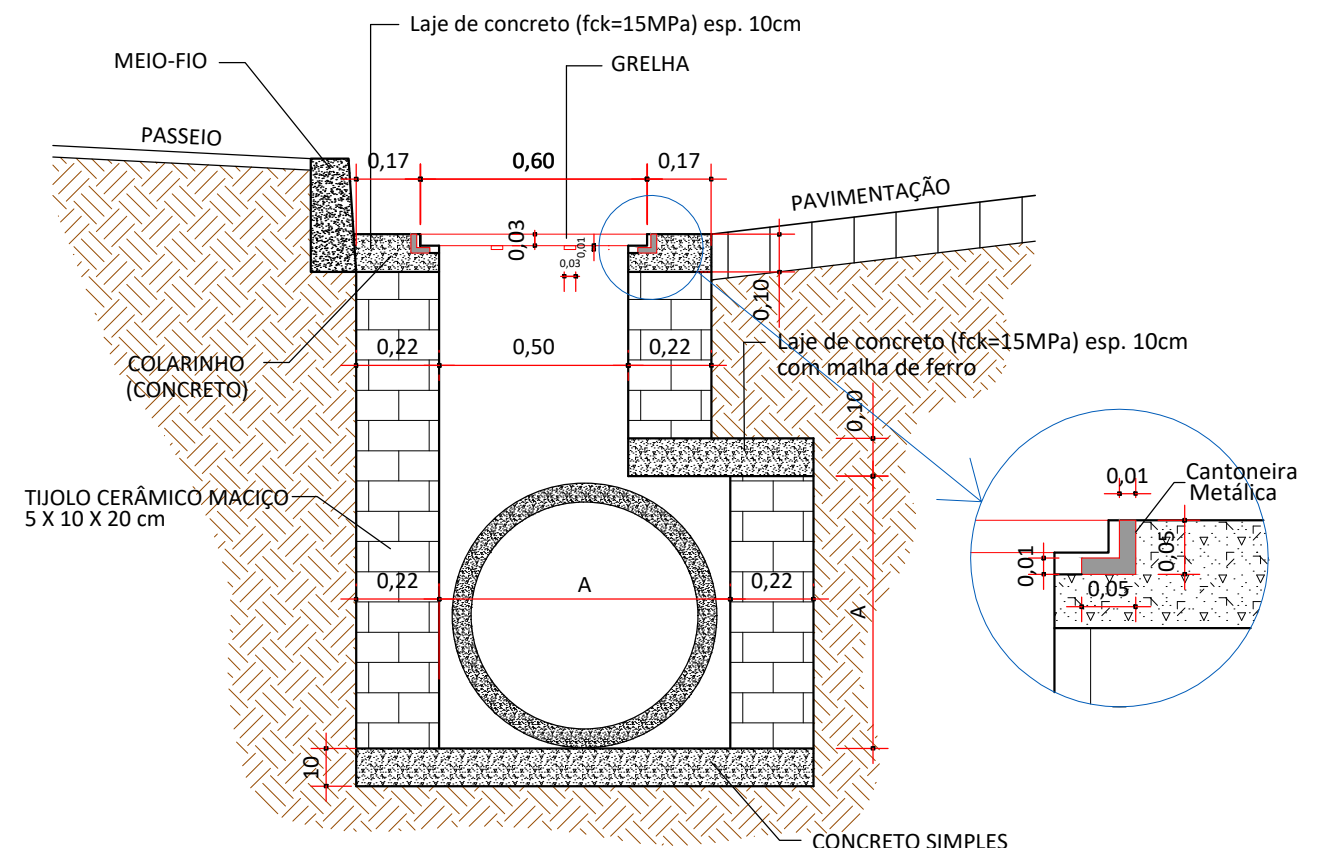 Laje de concreto (fck=15MPa) esp. 10cm
MEIO-FIO
GRELHA
PASSEIO
0,17
0,60
0,17
PAVIMENTAÇÃO
0,03
0,01
0,03
0,10
0,22
0,50
0,22
Laje de concreto (fck=15MPa) esp. 10cm
com malha de ferro
COLARINHO
(CONCRETO)
0,10
TIJOLO CERÂMICO MACIÇO
5 X 10 X 20 cm
0,01
Cantoneira
Metálica
0,01
0,05
0,05
0,22
A
0,22
A
10
CONCRETO SIMPLES